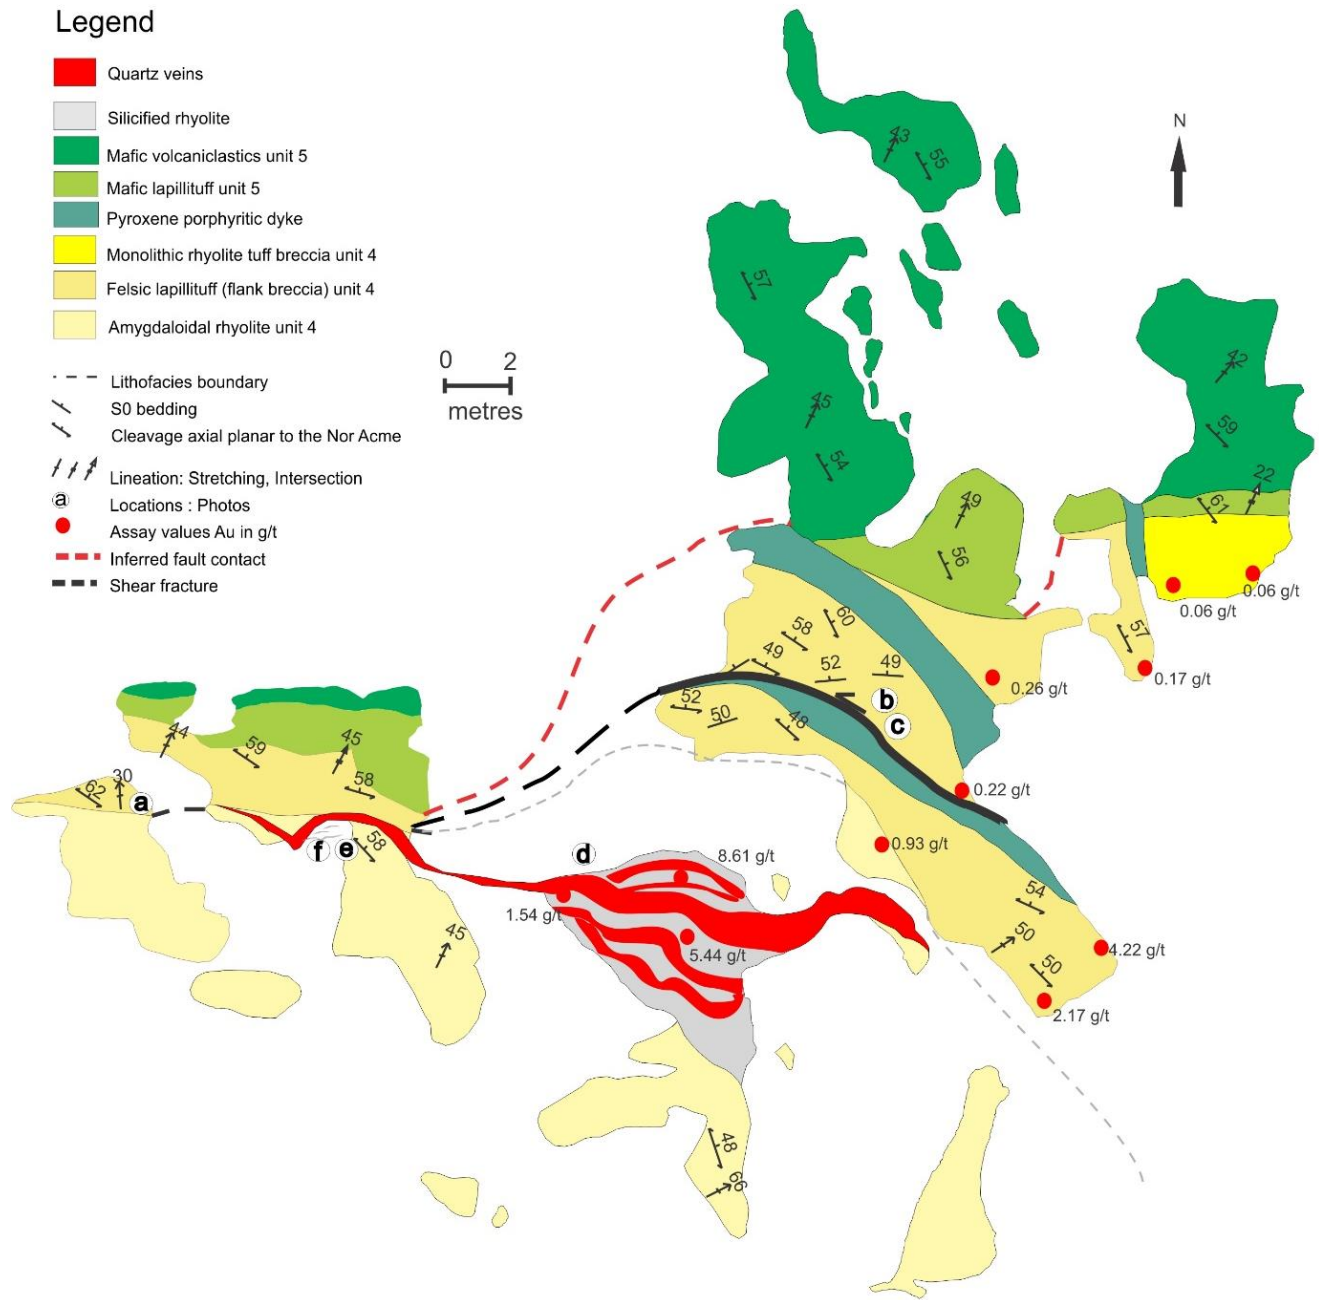 Legend
Quartz veins
Silicified rhyolite
Mafic volcaniclastics unit 5
Mafic lapillituff unit 5
Pyroxene porphyritic dyke
Monolithic rhyolite tuff breccia unit 4
Felsic lapillituff (flank breccia) unit 4
Amygdaloidal rhyolite unit 4
Lithofacies boundary
S0 bedding
Cleavage axial planar to the Nor Acme
Lineation: Stretching, Intersection
a Locations : Photos
Assay values Au in g/t
Inferred fault contact
Shear fracture
0 2
metres
N
43
55
57
45
54
42
59
22
61
49
56
0.06 g/t
0.06 g/t
57
0.17 g/t
60
58
49
52
49
0.26 g/t
b
c
52
50
48
0.22 g/t
0.93 g/t
44
59
45
58
62
30
a
f
e
58
45
d
8.61 g/t
1.54 g/t
5.44 g/t
54
50
4.22 g/t
50
2.17 g/t
48
66